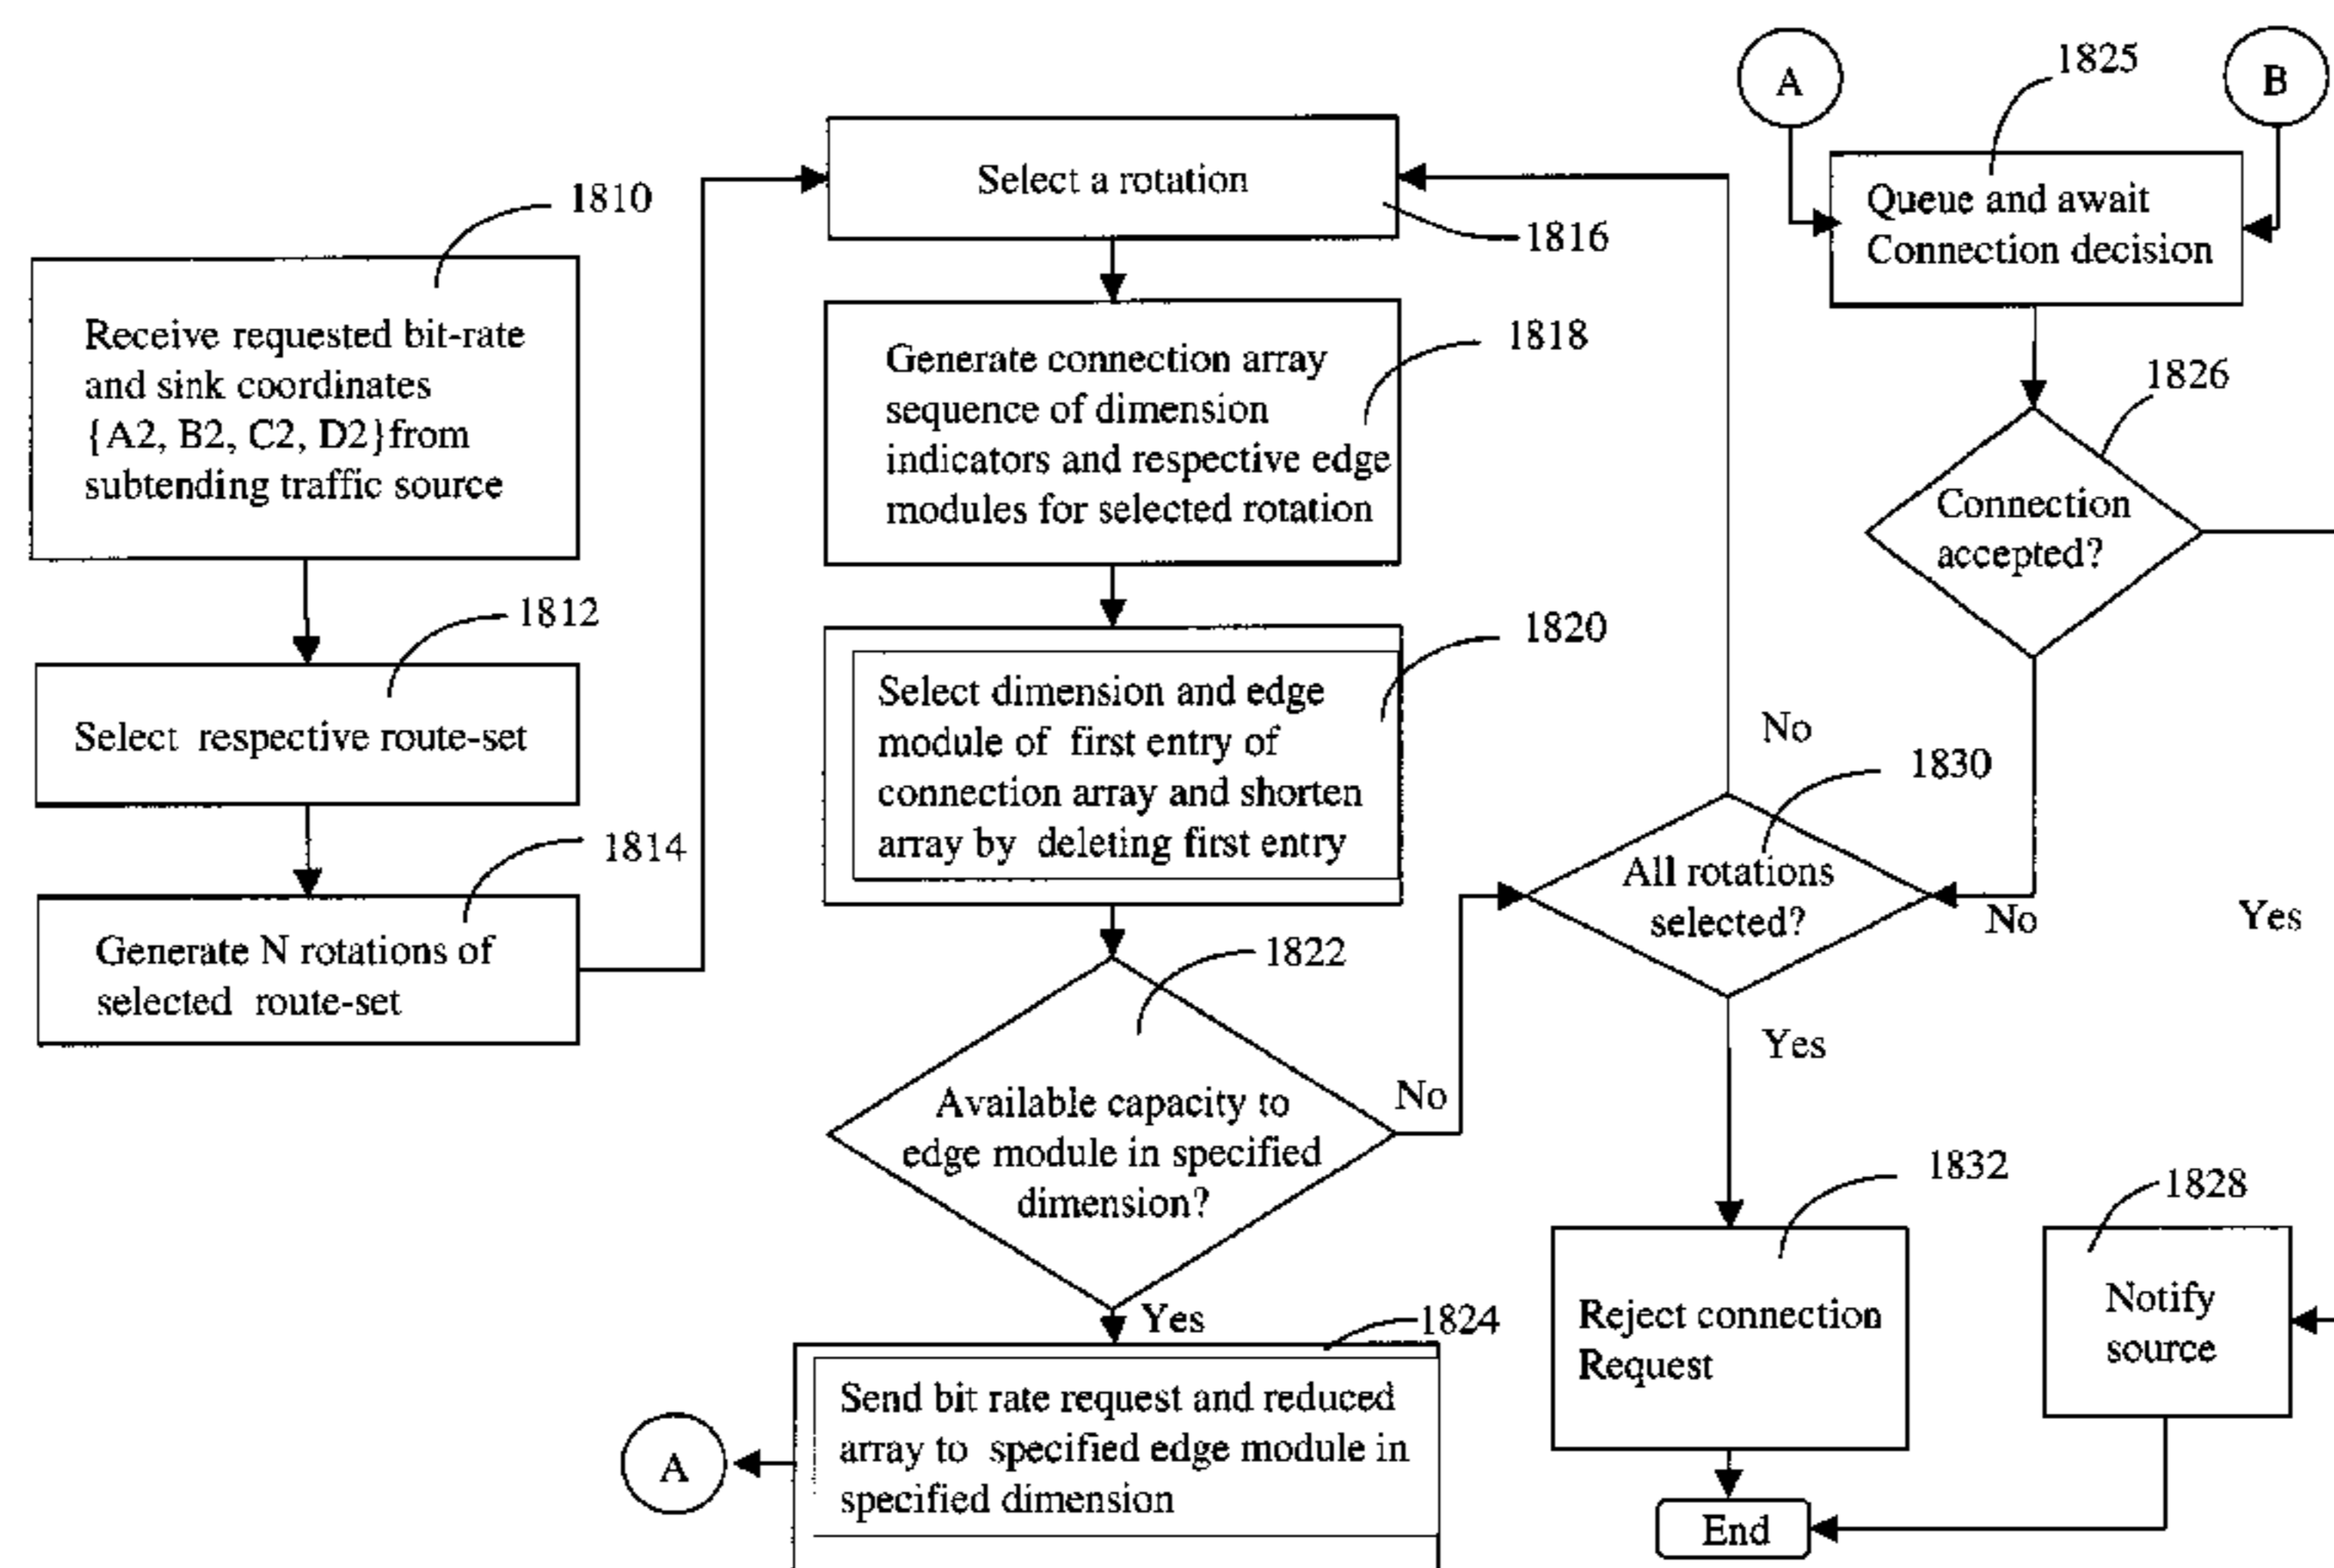 1810
Receive requested bit-rate
and sink coordinates
{A2, B2, C2, D2}from
subtending traffic source
1812
Select respective route-set
1814
Generate N rotations of
selected route-set
Select a rotation
1816
Generate connection array
sequence of dimension
indicators and respective edge
modules for selected rotation
1818
1820
Select dimension and edge
module of first entry of
connection array and shorten
array by deleting first entry
1822
Available capacity to
edge module in specified
dimension?
No
Yes
1824
Send bit rate request and reduced
array to specified edge module in
specified dimension
A
A
B
1825
Queue and await
Connection decision
1826
Connection
accepted?
No
Yes
1830
All rotations
selected?
No
Yes
1832
Reject connection
Request
1828
Notify
source
End